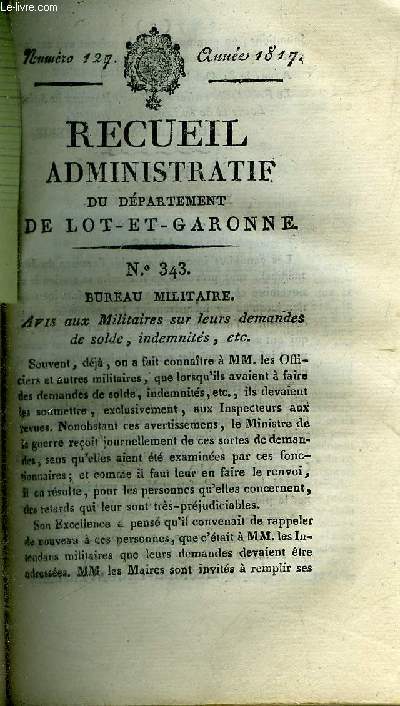 Le-livre.com
Numéro 127. Année 1817.
RECUEIL
ADMINISTRATIF
DU DÉPARTEMENT
DE LOT-ET-GARONNE.
N.º 343.
BUREAU MILITAIRE.
Avis aux Militaires sur leurs demandes
de solde, indemnités, etc.
Souvent, déjà, on a fait connaître à MM. les Offi-
ciers et autres militaires, que lorsqu'ils avaient à faire
des demandes de solde, indemnités, etc., ils devaient
les soumettre, exclusivement, aux Inspecteurs aux
revues. Nonobstant ces avertissemens, le Ministre de
la guerre reçoit journellement de ces sortes de deman-
des, sans qu'elles aient été examinées par ces fonc-
tionnaires; et comme il faut leur en faire le renvoi,
il en résulte, pour les personnes qu'elles concernent,
des retards qui leur sont très-préjudiciables.
Son Excellence a pensé qu'il convenait de rappeler
de nouveau à ces personnes, que c'était à MM. les In-
tendans militaires que leurs demandes devaient être
adressées. MM. les Maires sont invités à remplir ses